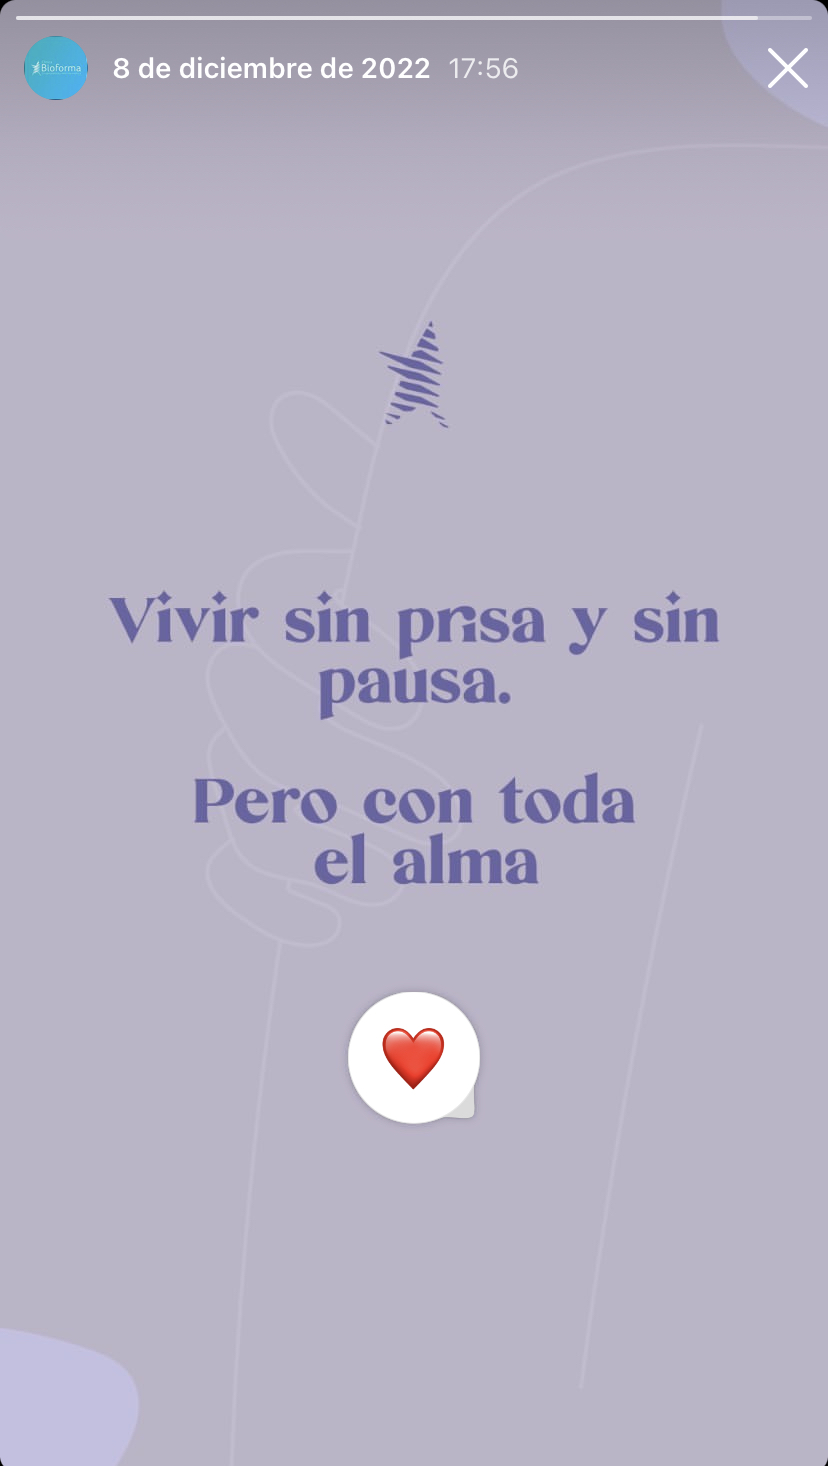 Bioforma
8 de diciembre de 2022 17:56
Vivir sin prisa y sin
pausa.
Pero con toda
el alma